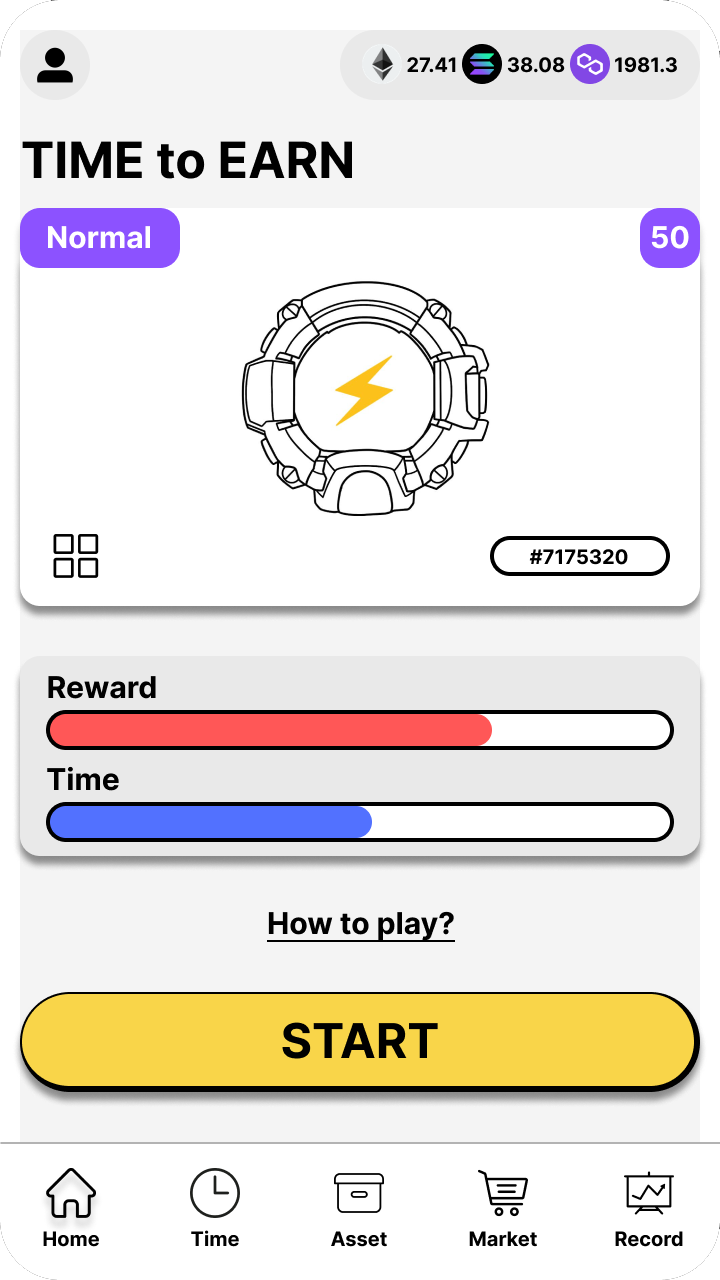 27.41 38.08 1981.3
TIME to EARN
Normal 50
#7175320
Reward
Time
How to play?
START
Home Time Asset Market Record